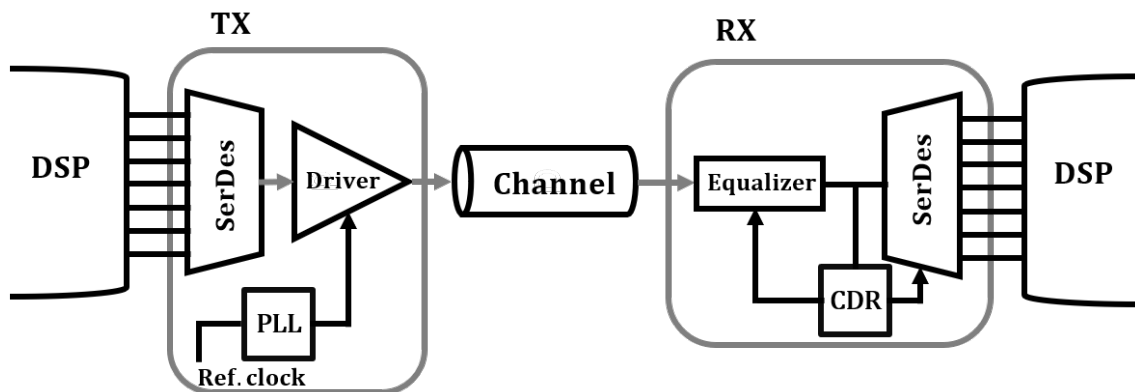 TX
RX
DSP
SerDes
Driver
Channel
Equalizer
SerDes
DSP
PLL
CDR
Ref. clock